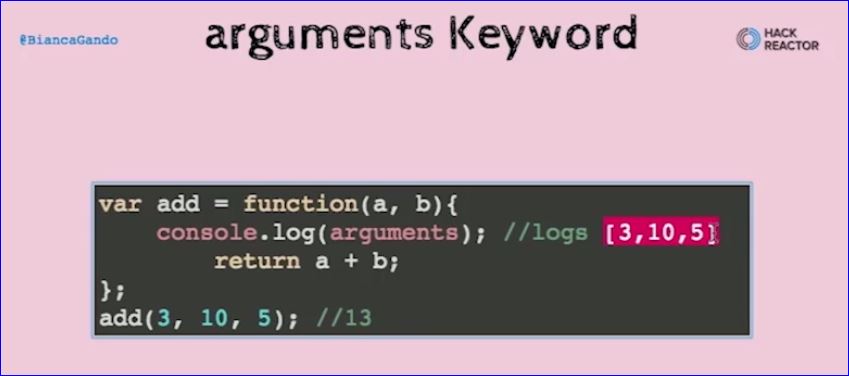 @BiancaGando
arguments Keyword
HACK
REACTOR
var add = function(a, b){
    console.log(arguments); //logs [3,10,5]
        return a + b;
};
add(3, 10, 5); //13